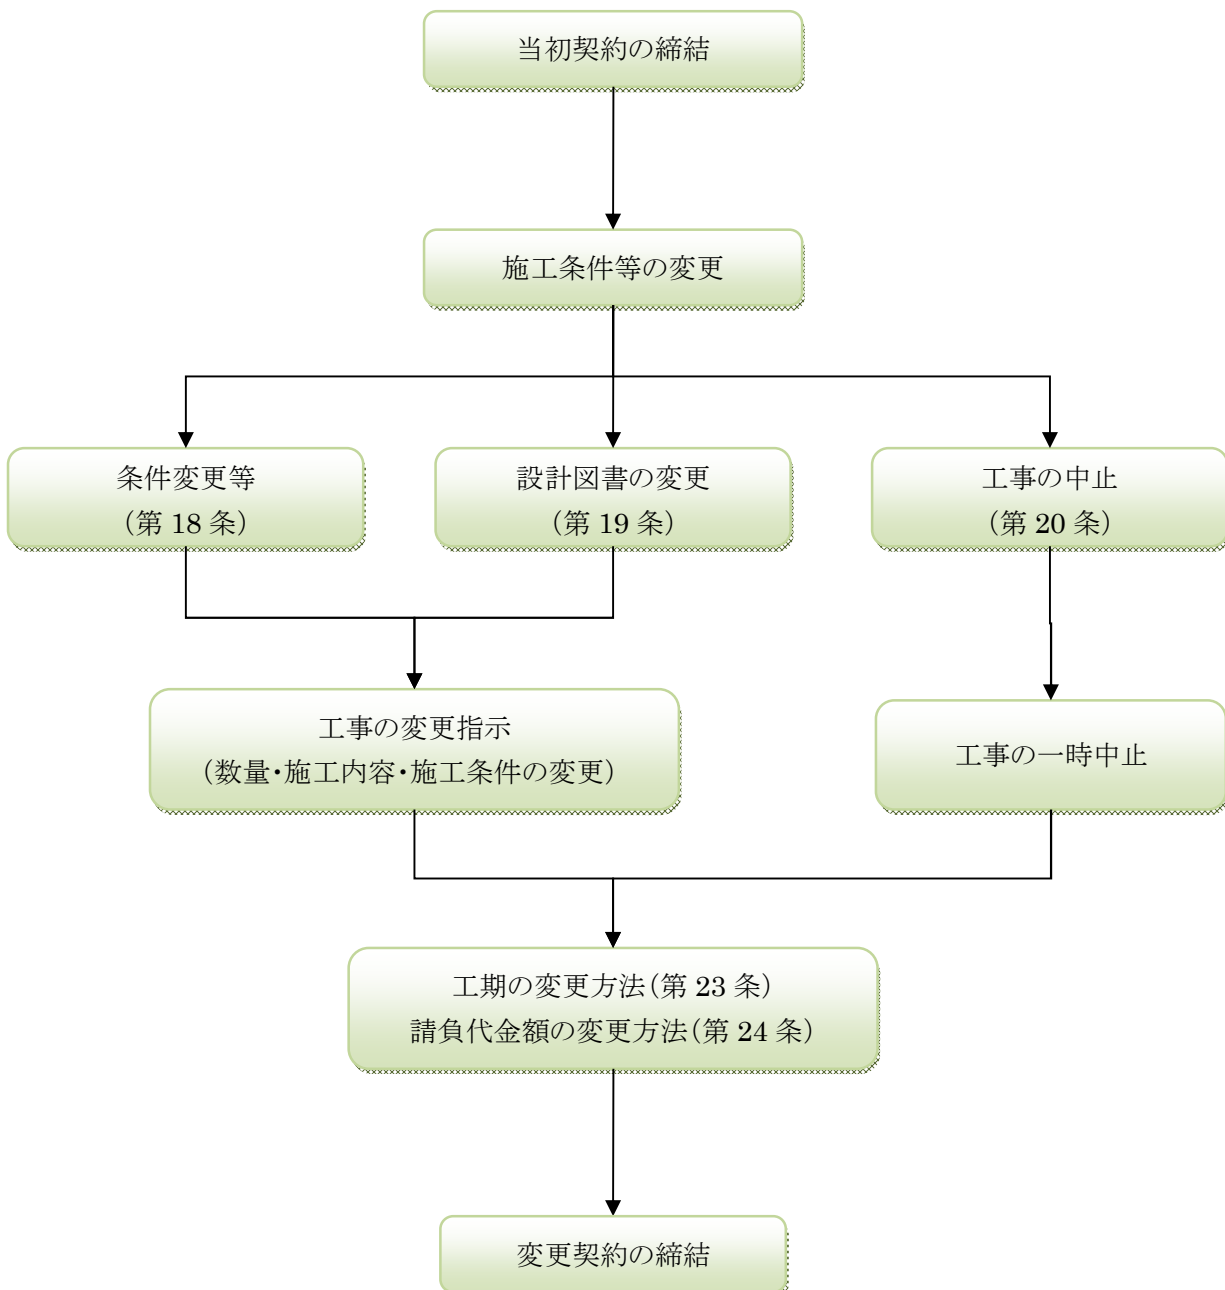 当初契約の締結
施工条件等の変更
条件変更等
（第 18 条）
設計図書の変更
（第 19 条）
工事の中止
（第 20 条）
工事の変更指示
（数量・施工内容・施工条件の変更）
工事の一時中止
工期の変更方法（第 23 条）
請負代金額の変更方法（第 24 条）
変更契約の締結